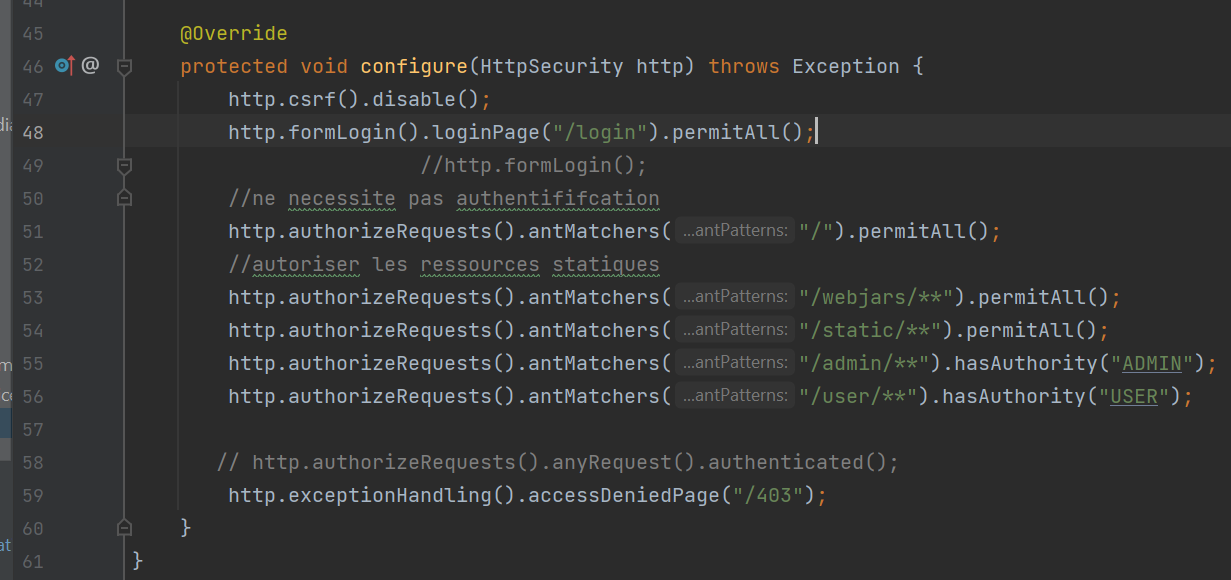 44
45 @Override
46 @ protected void configure(HttpSecurity http) throws Exception {
47 http.csrf().disable();
48 http.formLogin().loginPage("/login").permitAll();
49 //http.formLogin();
50 //ne necessite pas authentififcation
51 http.authorizeRequests().antMatchers( ...antPatterns: "/").permitAll();
52 //autoriser les ressources statiques
53 http.authorizeRequests().antMatchers( ...antPatterns: "/webjars/**").permitAll();
54 http.authorizeRequests().antMatchers( ...antPatterns: "/static/**").permitAll();
55 http.authorizeRequests().antMatchers( ...antPatterns: "/admin/**").hasAuthority("ADMIN");
56 http.authorizeRequests().antMatchers( ...antPatterns: "/user/**").hasAuthority("USER");
57
58 // http.authorizeRequests().anyRequest().authenticated();
59 http.exceptionHandling().accessDeniedPage("/403");
60 }
61 }